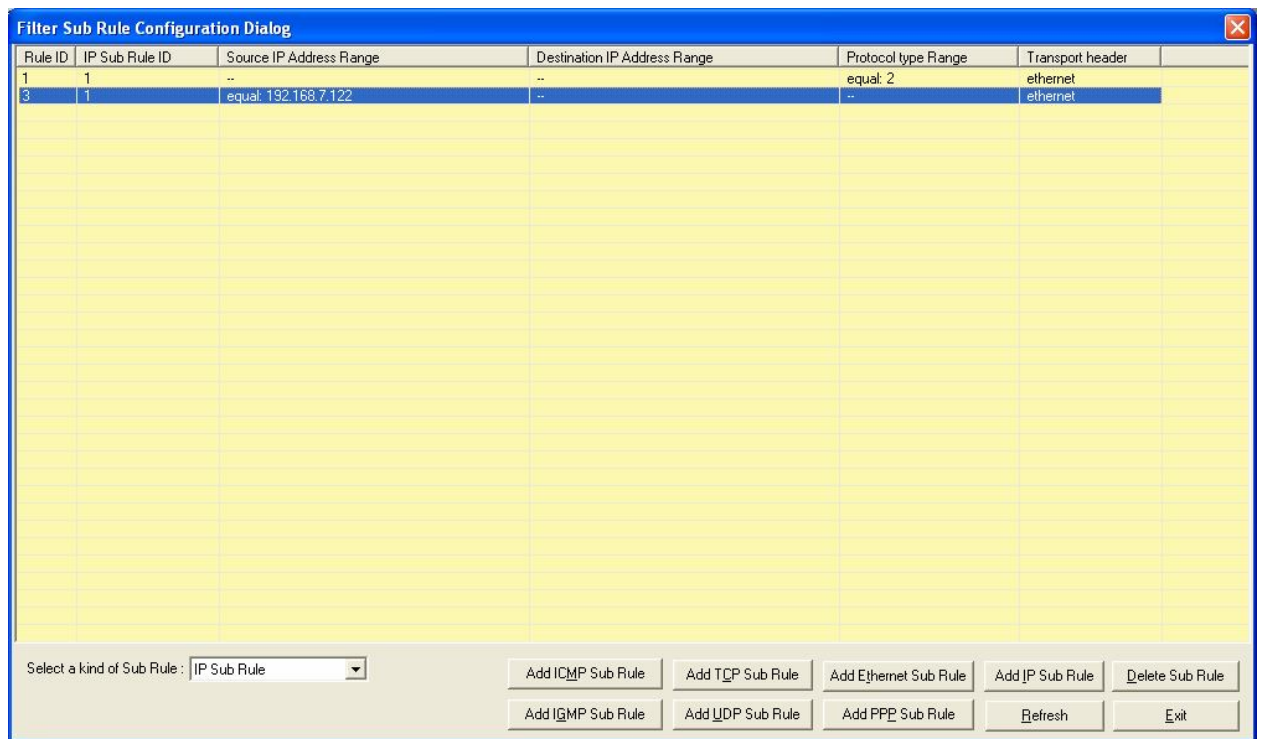 Filter Sub Rule Configuration Dialog
Rule ID IP Sub Rule ID Source IP Address Range Destination IP Address Range Protocol type Range Transport header
1 1 -- -- equal: 2 ethernet
3 1 equal: 192.168.7.122 -- -- ethernet
Select a kind of Sub Rule : IP Sub Rule
Add ICMP Sub Rule Add TCP Sub Rule Add Ethernet Sub Rule Add IP Sub Rule Delete Sub Rule
Add IGMP Sub Rule Add UDP Sub Rule Add PPP Sub Rule Refresh Exit